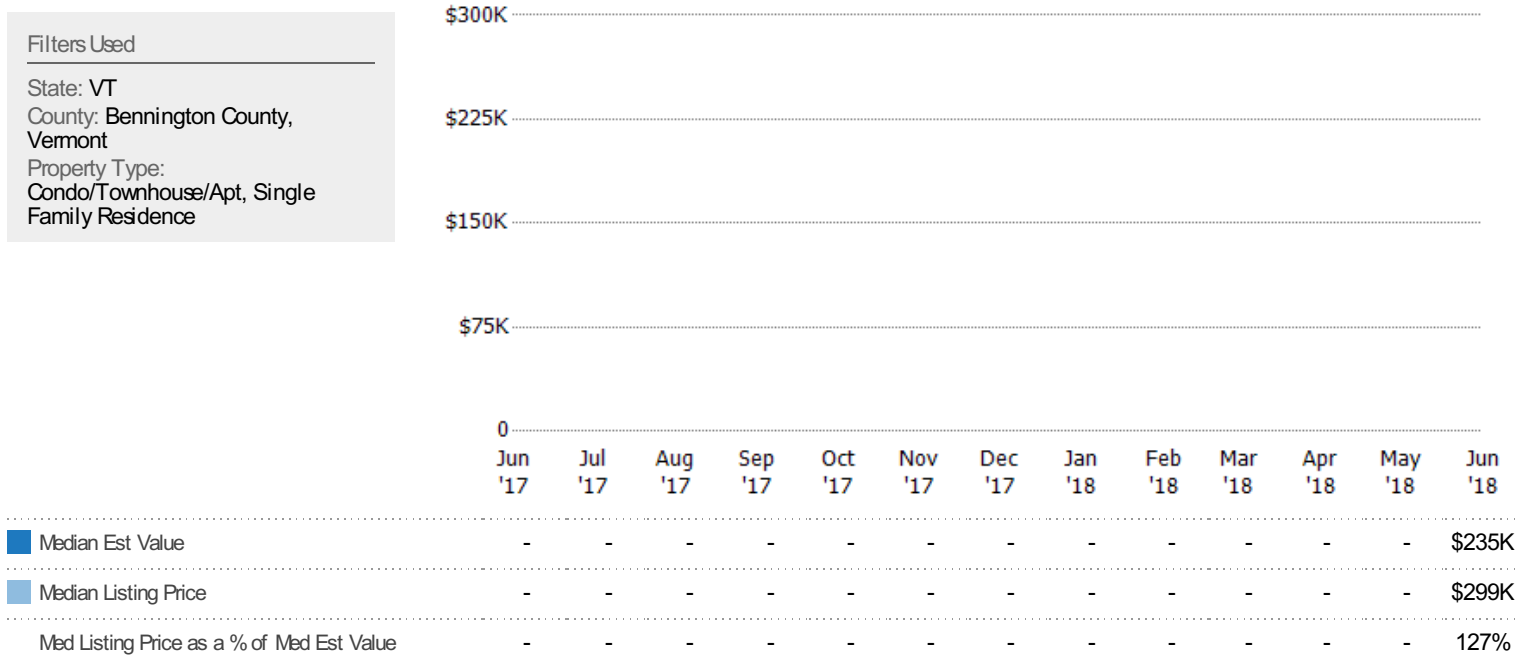 Filters Used
State: VT
County: Bennington County,
Vermont
Property Type:
Condo/Townhouse/Apt, Single
Family Residence
$300K
$225K
$150K
$75K
0
Jun Jul Aug Sep Oct Nov Dec Jan Feb Mar Apr May Jun
'17 '17 '17 '17 '17 '17 '17 '18 '18 '18 '18 '18 '18
Median Est Value - - - - - - - - - - - - $235K
Median Listing Price - - - - - - - - - - - - $299K
Med Listing Price as a % of Med Est Value - - - - - - - - - - - - 127%